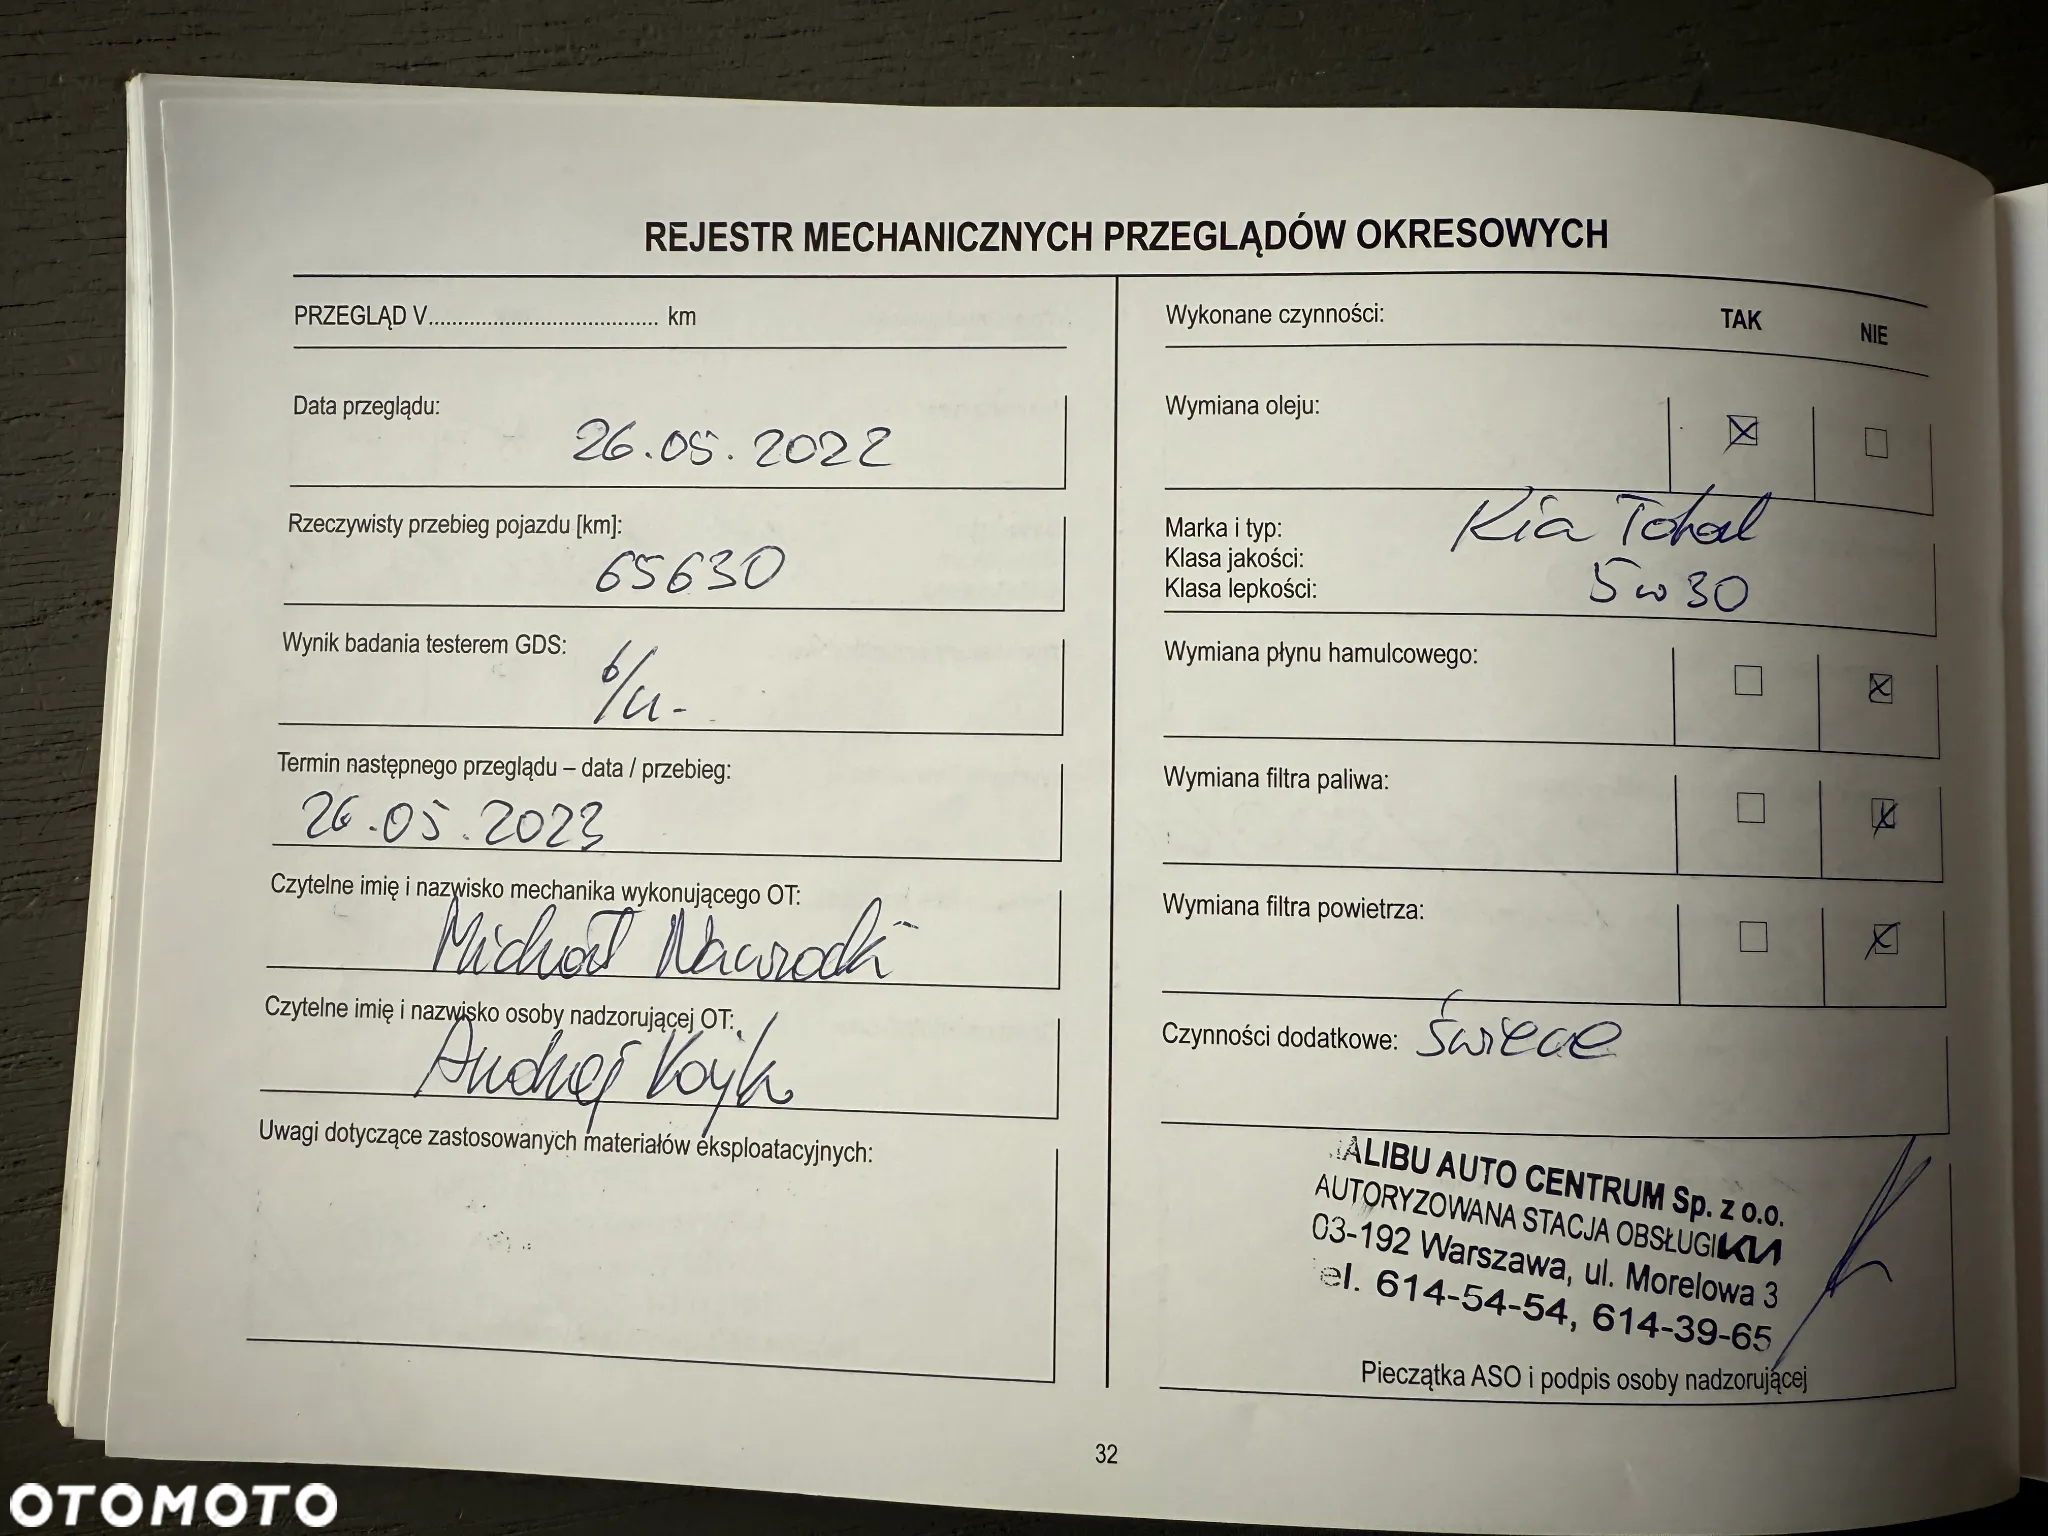 REJESTR MECHANICZNYCH PRZEGLĄDÓW OKRESOWYCH
PRZEGLĄD V....................................... km
Data przeglądu:
26.05.2022
Rzeczywisty przebieg pojazdu [km]:
65630
Wynik badania testerem GDS:
b/u-
Termin następnego przeglądu – data / przebieg:
26.05.2023
Czytelne imię i nazwisko mechanika wykonującego OT:
Michał Nawrocki
Czytelne imię i nazwisko osoby nadzorującej OT:
Andrzej
Uwagi dotyczące zastosowanych materiałów eksploatacyjnych:
Wykonane czynności: TAK NIE
Wymiana oleju:
Marka i typ: Kia Total
Klasa jakości:
Klasa lepkości: 5w30
Wymiana płynu hamulcowego:
Wymiana filtra paliwa:
Wymiana filtra powietrza:
Czynności dodatkowe: świece
ALIBU AUTO CENTRUM Sp. z o.o.
AUTORYZOWANA STACJA OBSŁUGI KIA
03-192 Warszawa, ul. Morelowa 3
el. 614-54-54, 614-39-65
Pieczątka ASO i podpis osoby nadzorującej
32
OTOMOTO